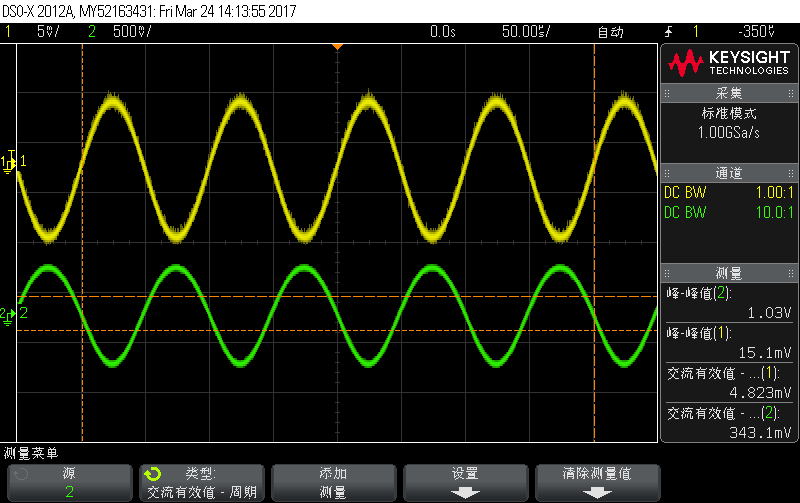 DSO-X 2012A, MY52163431: Fri Mar 24 14:13:55 2017
1 5㎷/ 2 500㎷/ 0.0s 50.00㎲/ 自动 1 -350㎶
KEYSIGHT
TECHNOLOGIES
采集
标准模式
1.00GSa/s
通道
DC BW 1.00:1
DC BW 10.0:1
测量
峰-峰值(2):
1.03V
峰-峰值(1):
15.1mV
交流有效值 - ...(1):
4.823mV
交流有效值 - ...(2):
343.1mV
1 T 1
2 2
测量菜单
源
2
类型:
交流有效值 - 周期
添加
测量
设置
清除测量值